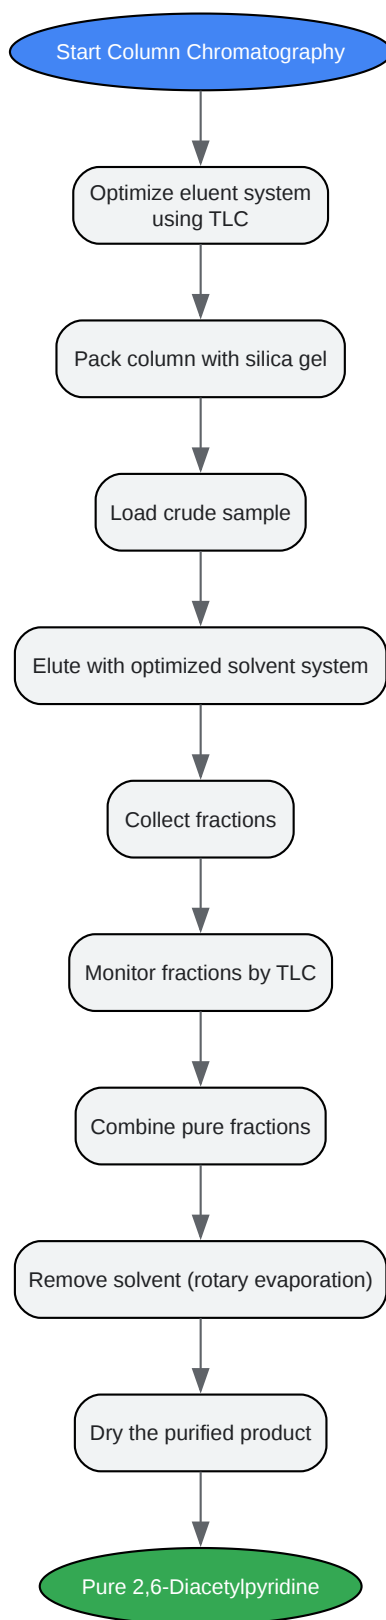 Start Column Chromatography
Optimize eluent system
using TLC
Pack column with silica gel
Load crude sample
Elute with optimized solvent system
Collect fractions
Monitor fractions by TLC
Combine pure fractions
Remove solvent (rotary evaporation)
Dry the purified product
Pure 2,6-Diacetylpyridine